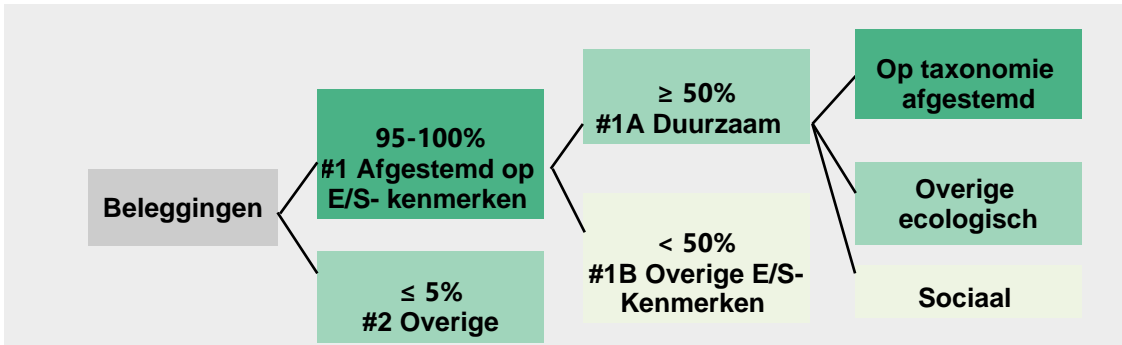 Beleggingen
95-100%
#1 Afgestemd op
E/S- kenmerken
≤ 5%
#2 Overige
≥ 50%
#1A Duurzaam
< 50%
#1B Overige E/S-
Kenmerken
Op taxonomie
afgestemd
Overige
ecologisch
Sociaal